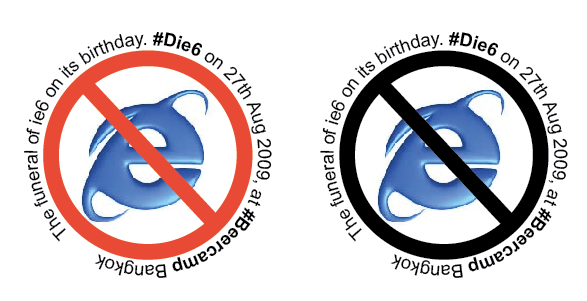 The funeral of ie6 on its birthday. #Die6 on 27th Aug 2009, at #Beercamp Bangkok
The funeral of ie6 on its birthday. #Die6 on 27th Aug 2009, at #Beercamp Bangkok